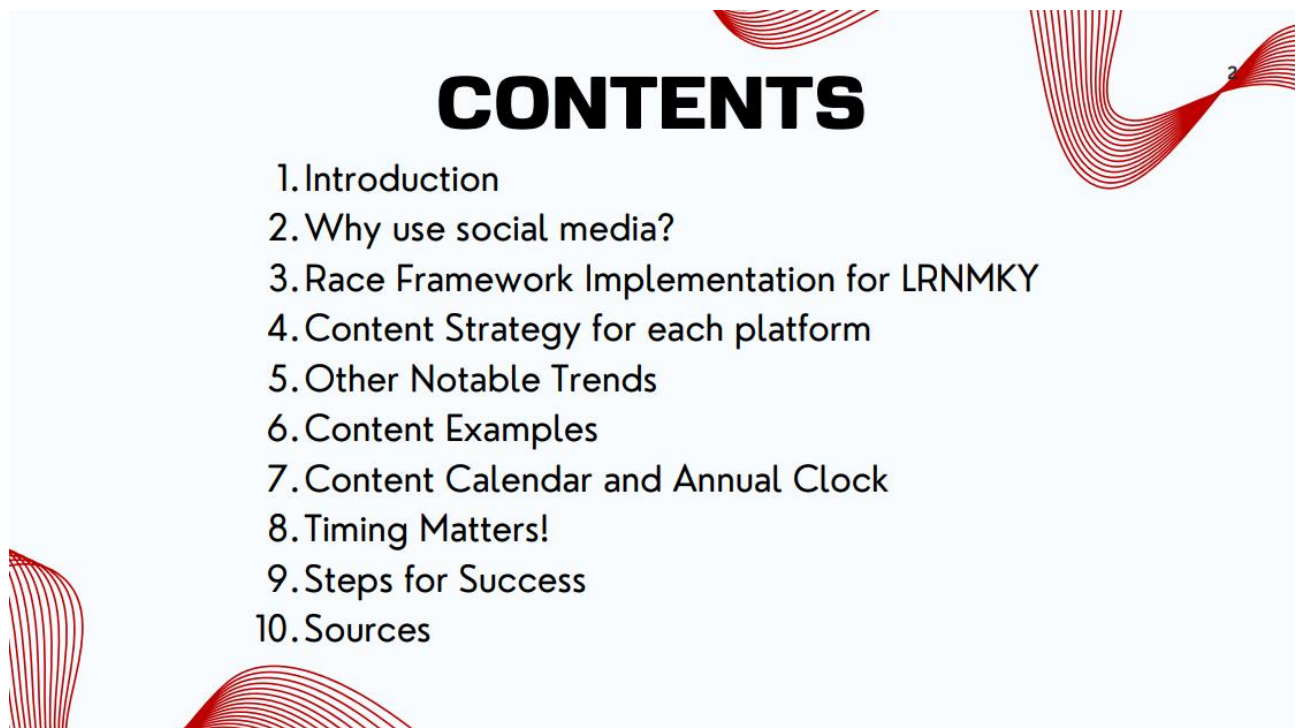 2
CONTENTS
1. Introduction
2. Why use social media?
3. Race Framework Implementation for LRNMKY
4. Content Strategy for each platform
5. Other Notable Trends
6. Content Examples
7. Content Calendar and Annual Clock
8. Timing Matters!
9. Steps for Success
10. Sources